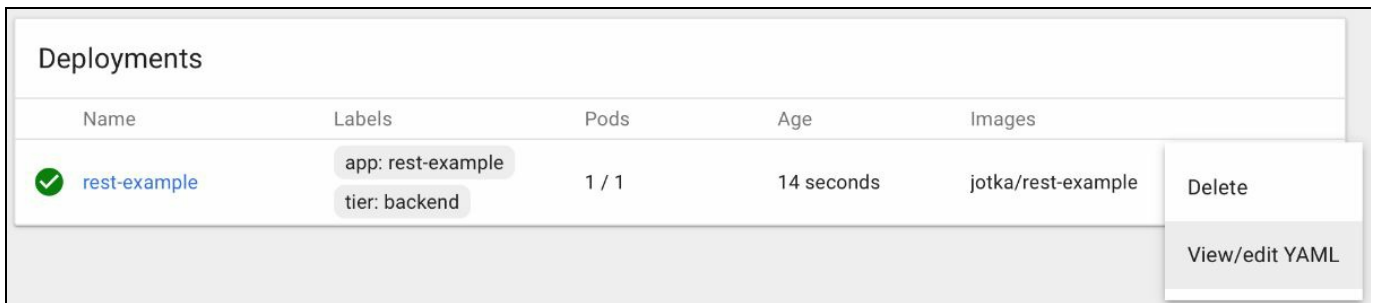 Deployments
Name Labels Pods Age Images
app: rest-example
rest-example 1 / 1 14 seconds jotka/rest-example Delete
tier: backend
View/edit YAML